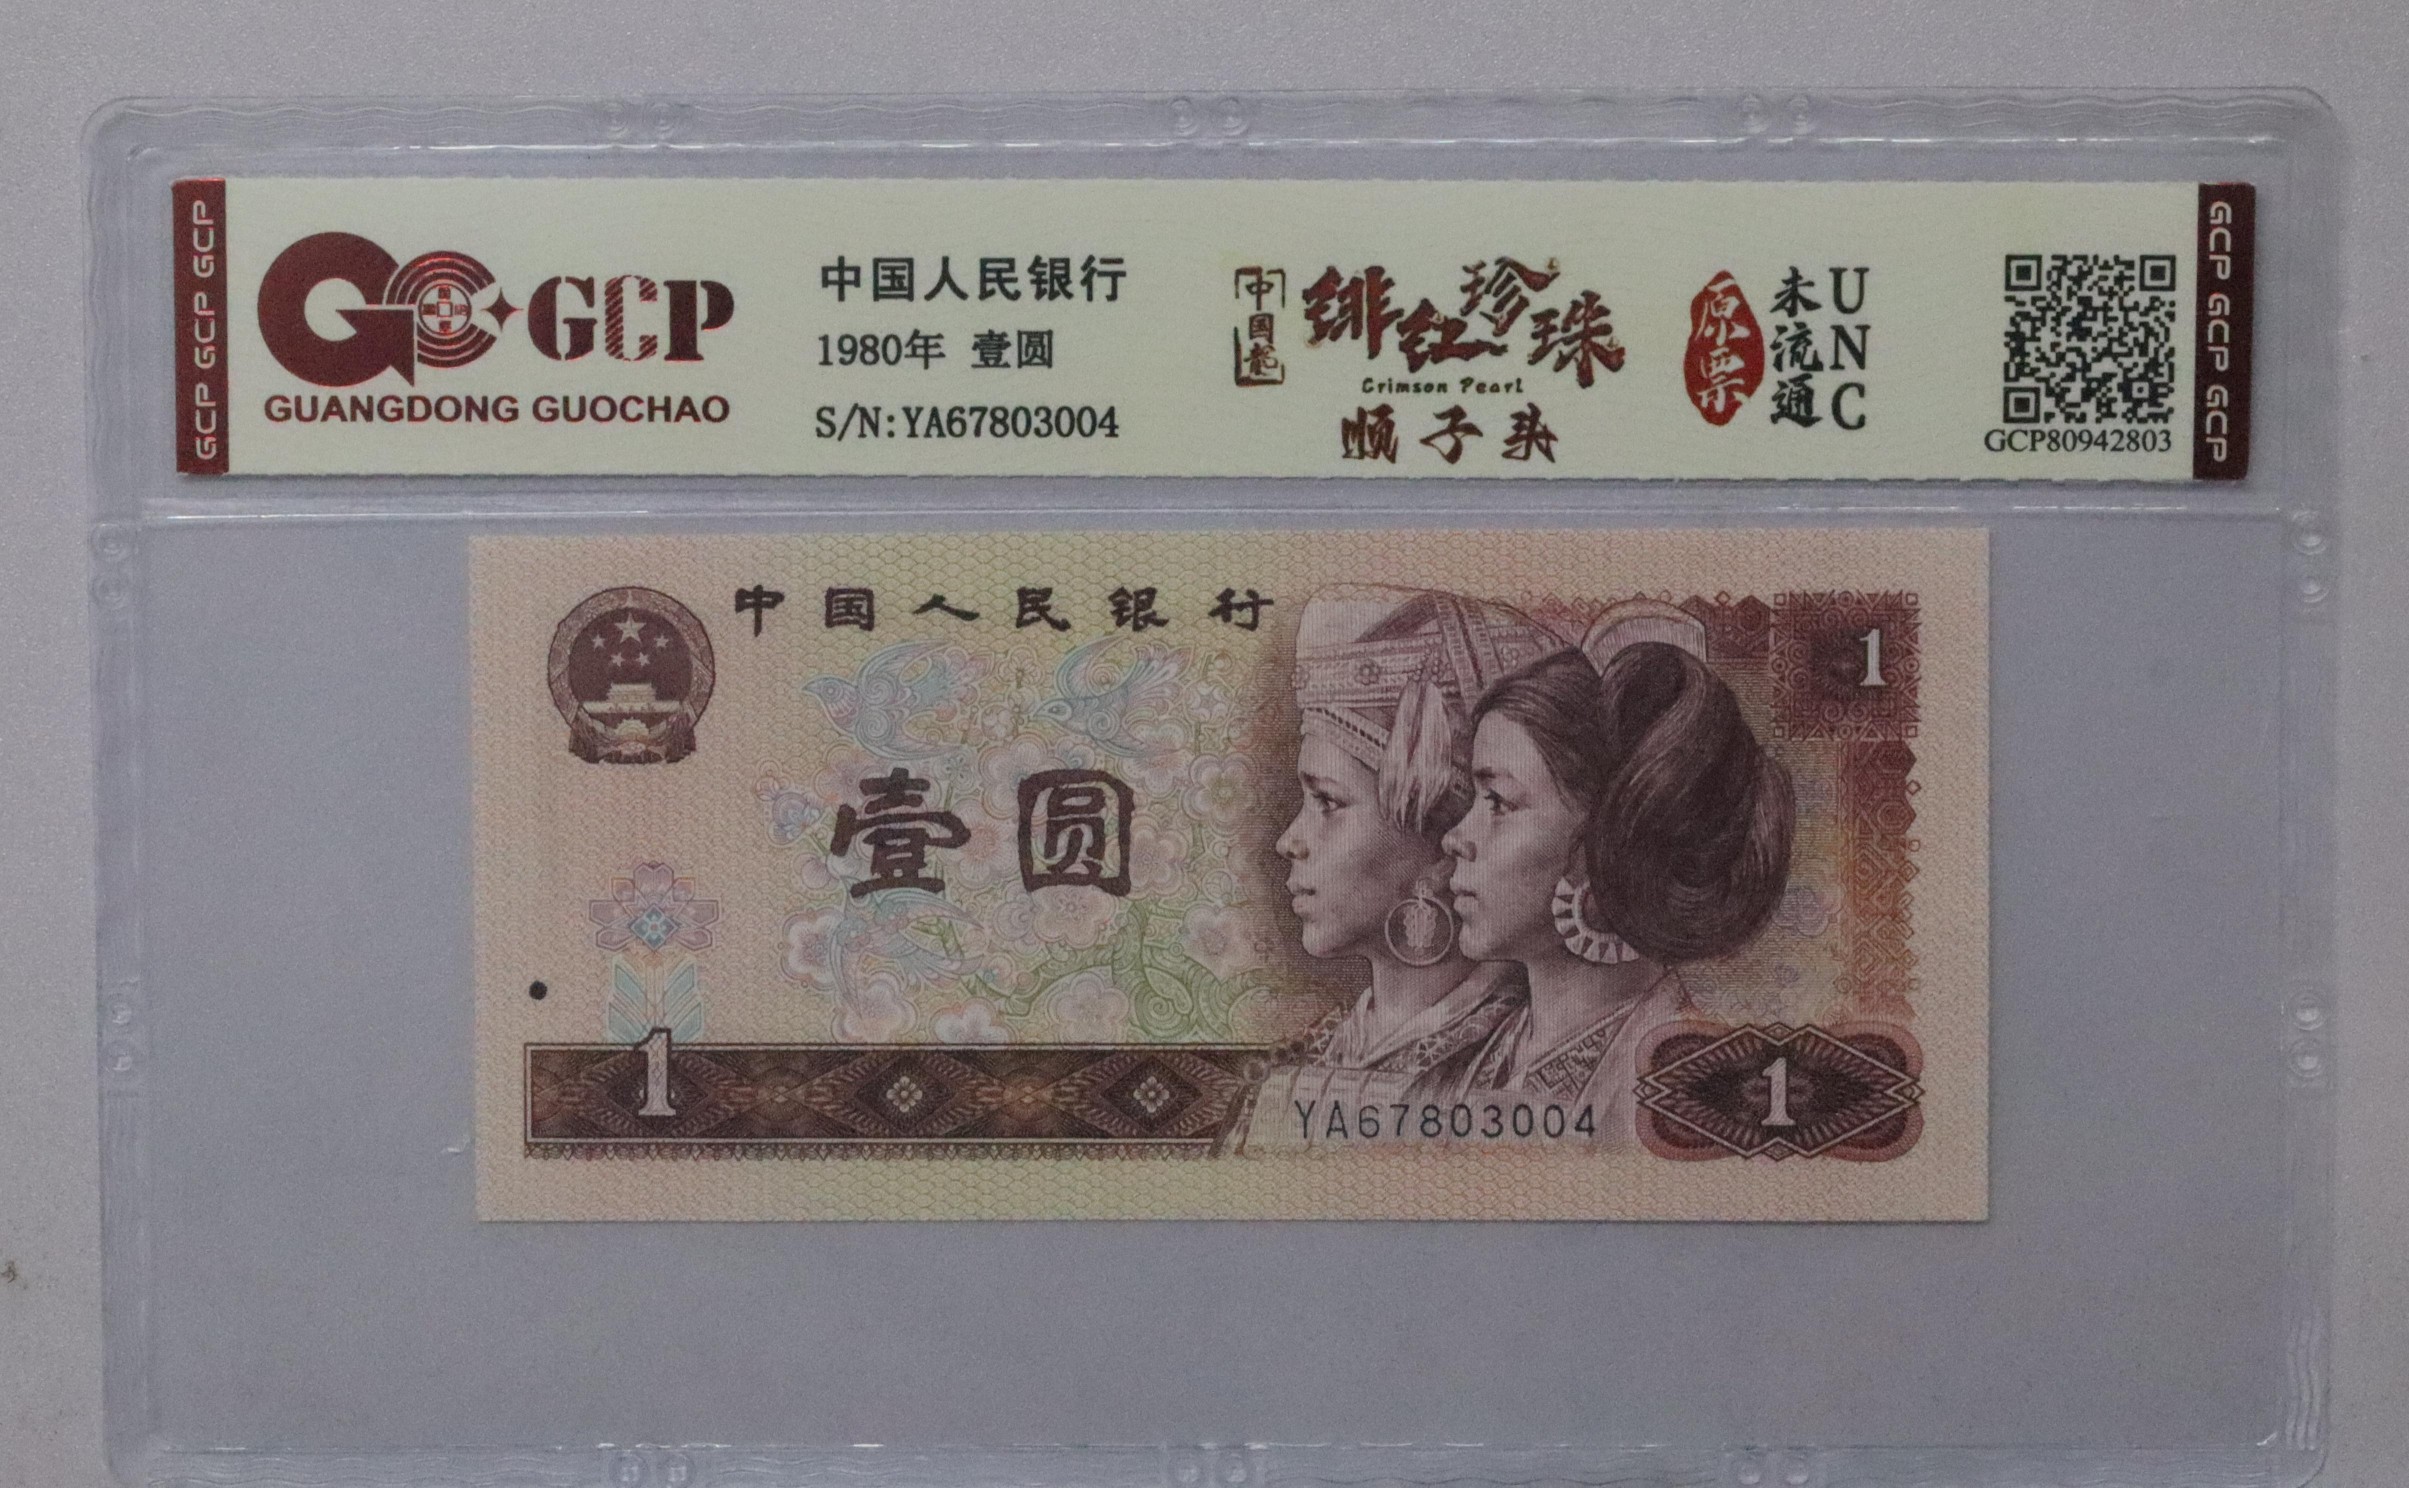 GCP GCP GCP
GCP
GUANGDONG GUOCHAO
中国人民银行
1980年 壹圆
S/N:YA67803004
中国龍
绯红珍珠
Crimson Pearl
顺子头
原票
未流通
UNC
GCP80942803
GCP GCP GCP
中国人民银行
1
壹圆
1
YA67803004
1